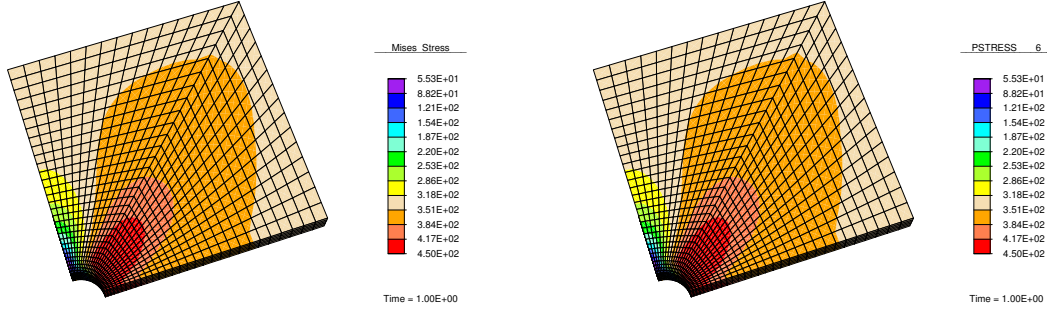 Mises Stress
5.53E+01
8.82E+01
1.21E+02
1.54E+02
1.87E+02
2.20E+02
2.53E+02
2.86E+02
3.18E+02
3.51E+02
3.84E+02
4.17E+02
4.50E+02
Time = 1.00E+00
PSTRESS 6
5.53E+01
8.82E+01
1.21E+02
1.54E+02
1.87E+02
2.20E+02
2.53E+02
2.86E+02
3.18E+02
3.51E+02
3.84E+02
4.17E+02
4.50E+02
Time = 1.00E+00